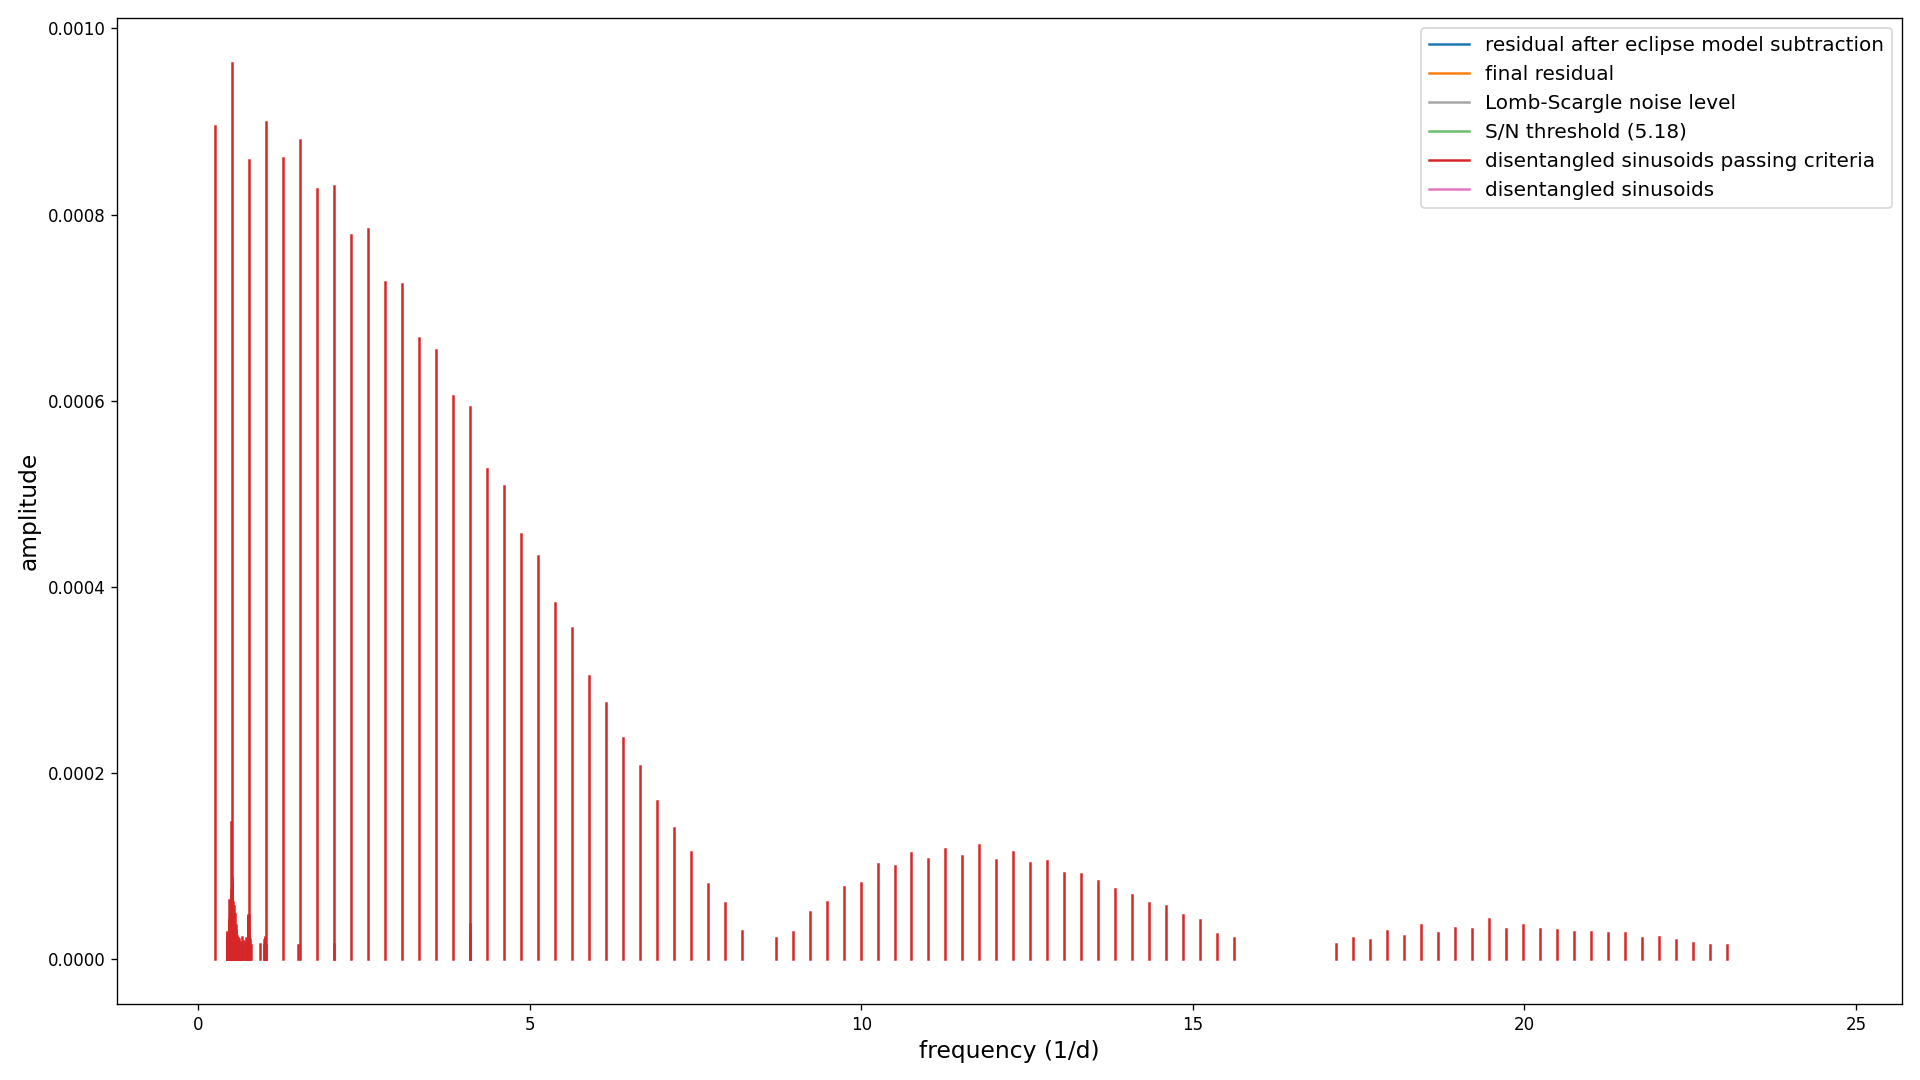 0.0010
0.0008
0.0006
0.0004
0.0002
0.0000
amplitude
residual after eclipse model subtraction
final residual
Lomb-Scargle noise level
S/N threshold (5.18)
disentangled sinusoids passing criteria
disentangled sinusoids
0 5 10 15 20 25
frequency (1/d)